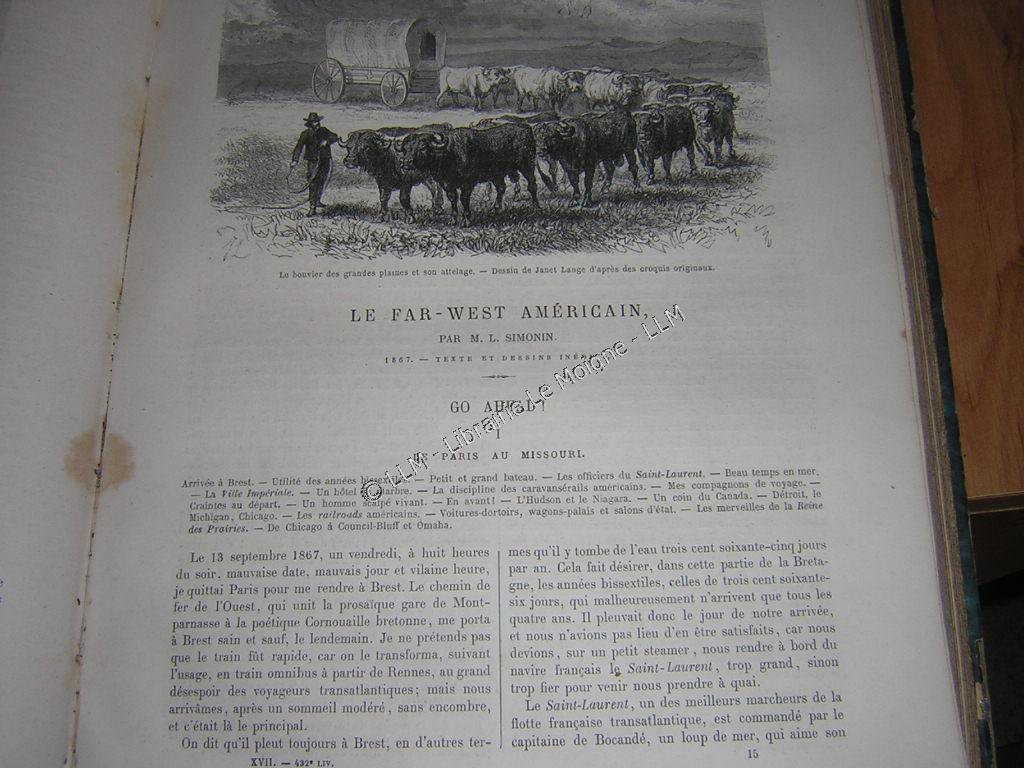 Le bouvier des grandes plaines et son attelage. — Dessin de Janet Lange d'après des croquis originaux.
LE FAR-WEST AMÉRICAIN,
PAR M. L. SIMONIN.
1867. — TEXTE ET DESSINS
GO
I
PARIS AU MISSOURI.
Arrivée à Brest. — Utilité des années — Petit et grand bateau. — Les officiers du Saint-Laurent. — Beau temps en mer.
— La Ville Impériale. — Un hôtel — La discipline des caravansérails américains. — Mes compagnons de voyage. —
Craintes au départ. — Un homme scalpé vivant. — En avant! — L'Hudson et le Niagara. — Un coin du Canada. — Détroit, le
Michigan, Chicago. — Les railroads américains. — Voitures-dortoirs, wagons-palais et salons d'état. — Les merveilles de la Reine
des Prairies. — De Chicago à Council-Bluff et Omaha.
Le 13 septembre 1867, un vendredi, à huit heures
du soir, mauvaise date, mauvais jour et vilaine heure,
je quittai Paris pour me rendre à Brest. Le chemin de
fer de l'Ouest, qui unit la prosaïque gare de Mont-
parnasse à la poétique Cornouaille bretonne, me porta
à Brest sain et sauf, le lendemain. Je ne prétends pas
que le train fût rapide, car on le transforma, suivant
l'usage, en train omnibus à partir de Rennes, au grand
désespoir des voyageurs transatlantiques; mais nous
arrivâmes, après un sommeil modéré, sans encombre,
et c'était là le principal.
On dit qu'il pleut toujours à Brest, en d'autres ter-
XVII. — 432e LIV.
mes qu'il y tombe de l'eau trois cent soixante-cinq jours
par an. Cela fait désirer, dans cette partie de la Breta-
gne, les années bissextiles, celles de trois cent soixante-
six jours, qui malheureusement n'arrivent que tous les
quatre ans. Il pleuvait donc le jour de notre arrivée,
et nous n'avions pas lieu d'en être satisfaits, car nous
devions, sur un petit steamer, nous rendre à bord du
navire français le Saint-Laurent, trop grand, sinon
trop fier pour venir nous prendre à quai.
Le Saint-Laurent, un des meilleurs marcheurs de la
flotte française transatlantique, est commandé par le
capitaine de Bocandé, un loup de mer, qui aime son
15
© LLM - Librairie Le Moigne - LLM